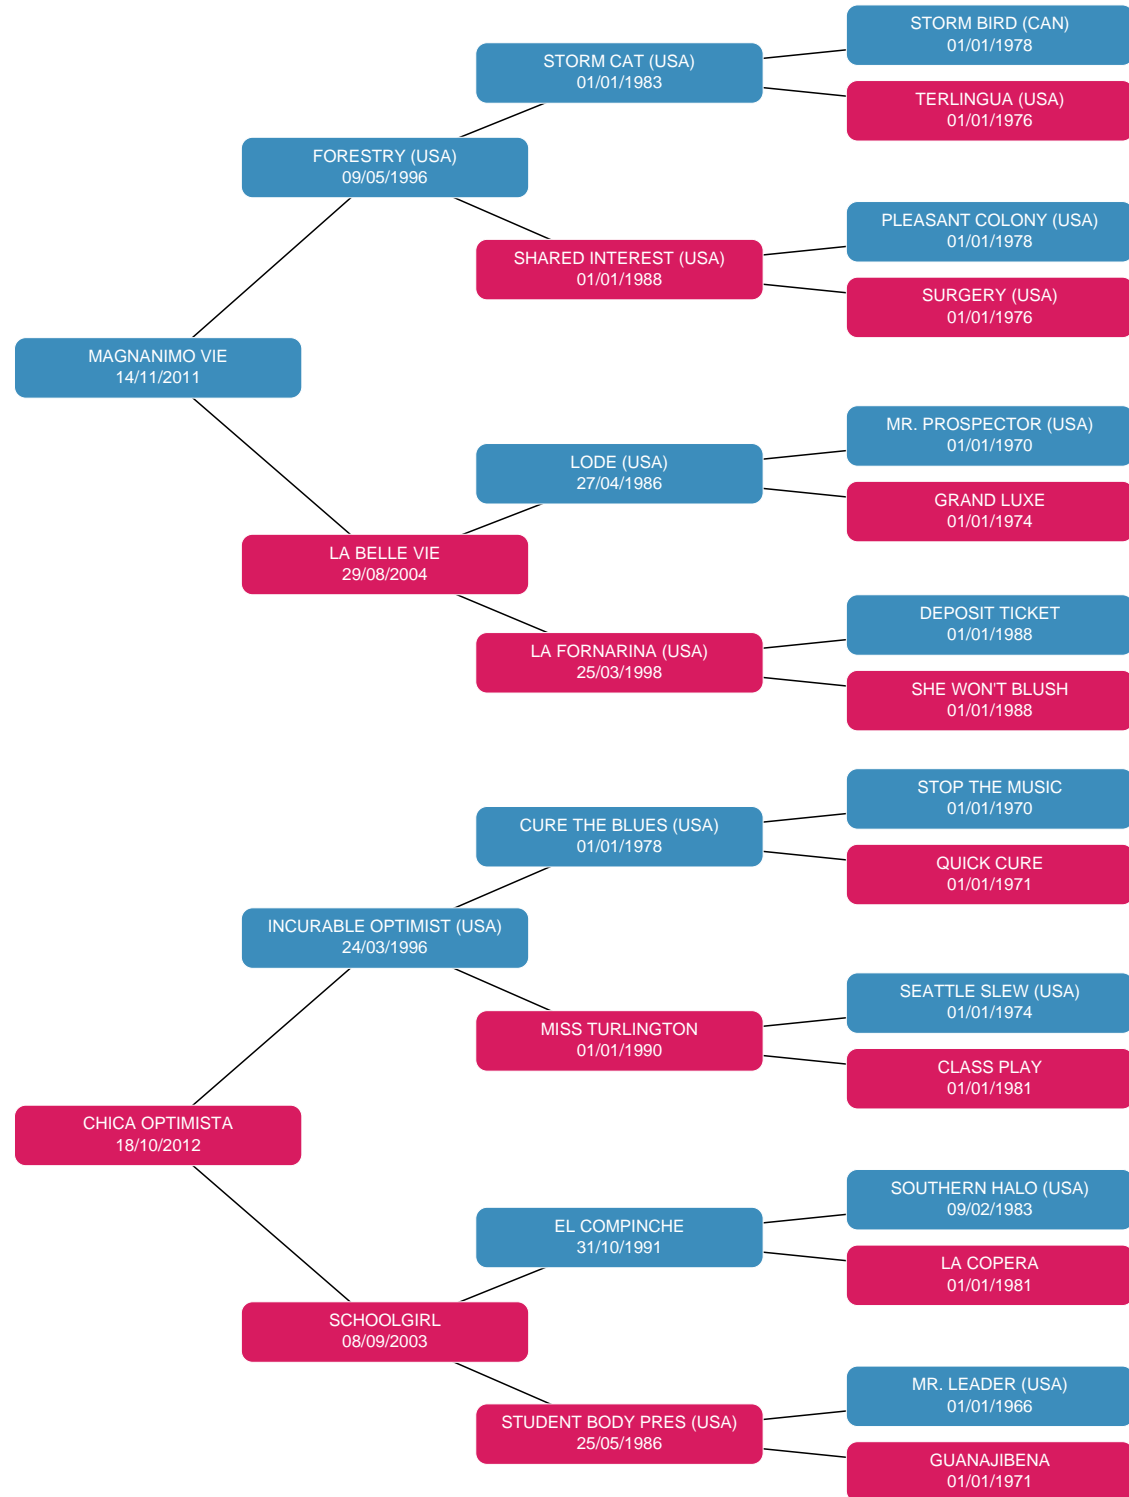 STORM BIRD (CAN)
01/01/1978
STORM CAT (USA)
01/01/1983
TERLINGUA (USA)
01/01/1976
FORESTRY (USA)
09/05/1996
PLEASANT COLONY (USA)
01/01/1978
SHARED INTEREST (USA)
01/01/1988
SURGERY (USA)
01/01/1976
MAGNANIMO VIE
14/11/2011
MR. PROSPECTOR (USA)
01/01/1970
LODE (USA)
27/04/1986
GRAND LUXE
01/01/1974
LA BELLE VIE
29/08/2004
DEPOSIT TICKET
01/01/1988
LA FORNARINA (USA)
25/03/1998
SHE WON'T BLUSH
01/01/1988
STOP THE MUSIC
01/01/1970
CURE THE BLUES (USA)
01/01/1978
QUICK CURE
01/01/1971
INCURABLE OPTIMIST (USA)
24/03/1996
SEATTLE SLEW (USA)
01/01/1974
MISS TURLINGTON
01/01/1990
CLASS PLAY
01/01/1981
CHICA OPTIMISTA
18/10/2012
SOUTHERN HALO (USA)
09/02/1983
EL COMPINCHE
31/10/1991
LA COPERA
01/01/1981
SCHOOLGIRL
08/09/2003
MR. LEADER (USA)
01/01/1966
STUDENT BODY PRES (USA)
25/05/1986
GUANAJIBENA
01/01/1971